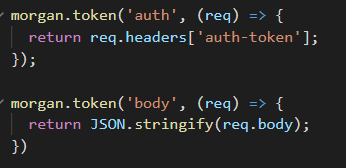 morgan.token('auth', (req) => {
  return req.headers['auth-token'];
});
morgan.token('body', (req) => {
  return JSON.stringify(req.body);
})